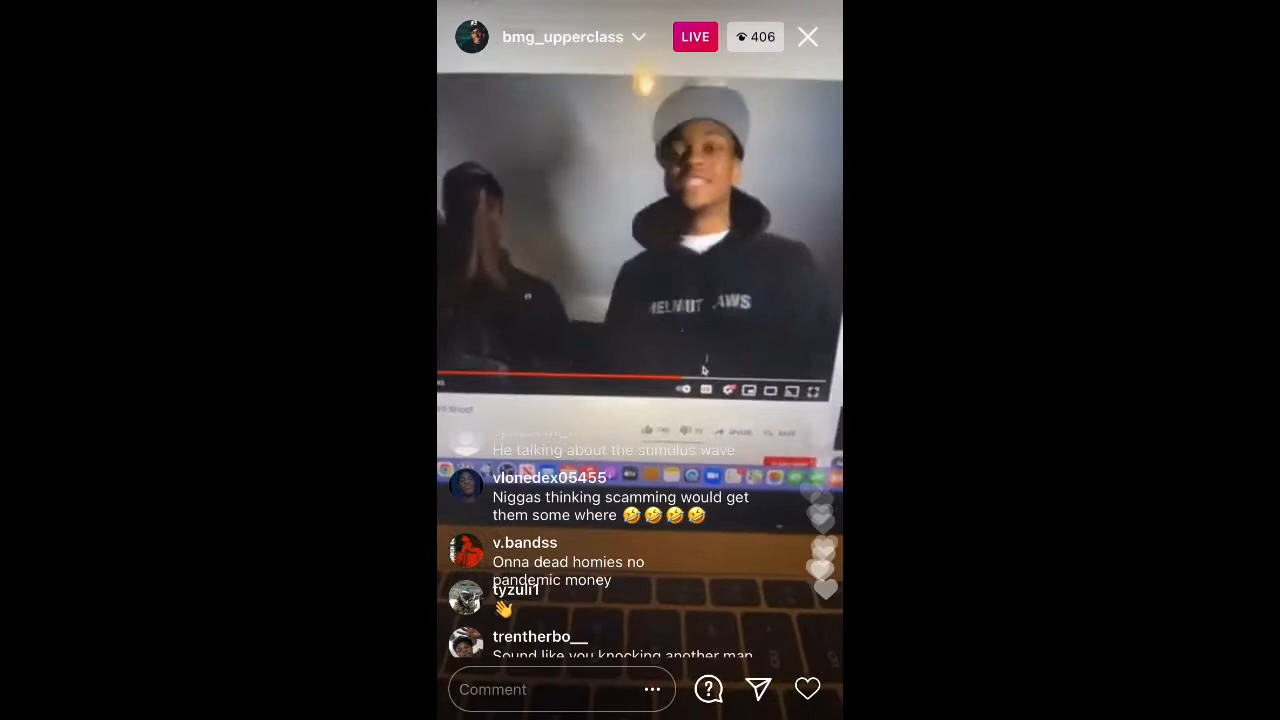 bmg_upperclass
LIVE
406
HELMUT
He talking about the stimulus wave
vlonedex05455
Niggas thinking scamming would get
them some where 🤣🤣🤣🤣
v.bandss
Onna dead homies no
pandemic money
tyzuli1
👋
trentherbo__
Sound like you knocking another man
Comment